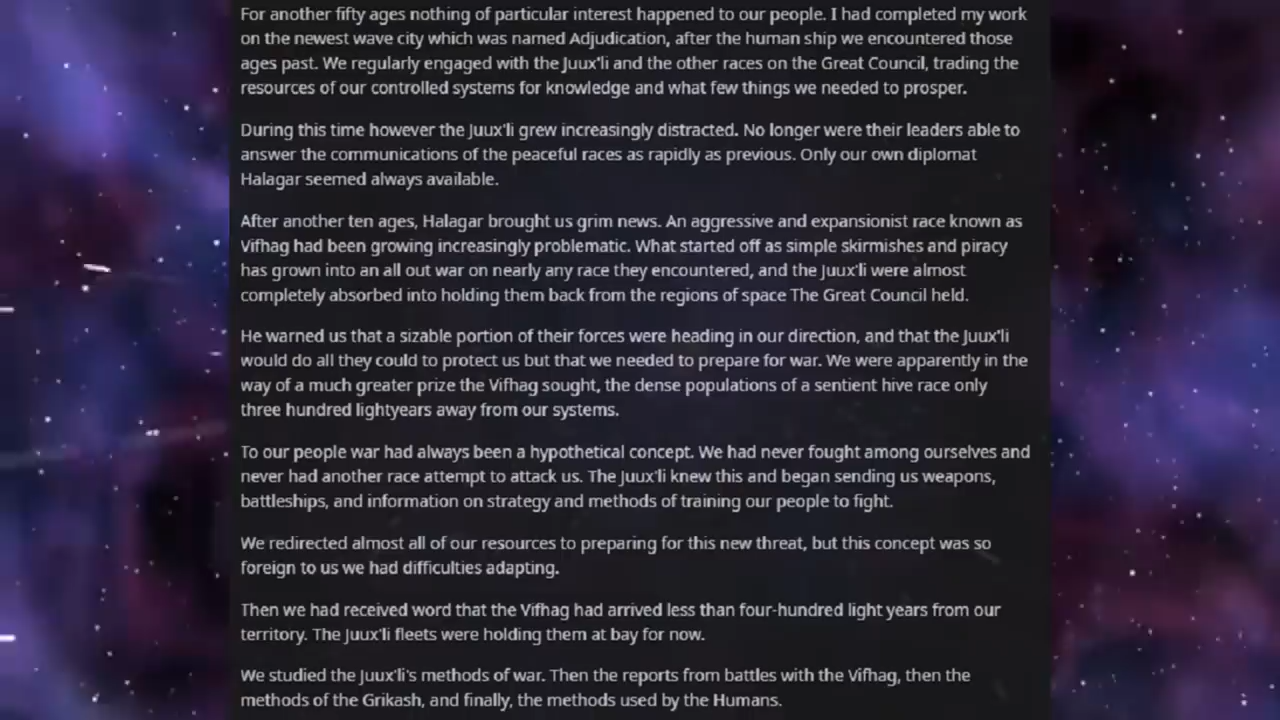 For another fifty ages nothing of particular interest happened to our people. I had completed my work
on the newest wave city which was named Adjudication, after the human ship we encountered those
ages past. We regularly engaged with the Juux'li and the other races on the Great Council, trading the
resources of our controlled systems for knowledge and what few things we needed to prosper.
During this time however the Juux'li grew increasingly distracted. No longer were their leaders able to
answer the communications of the peaceful races as rapidly as previous. Only our own diplomat
Halagar seemed always available.
After another ten ages, Halagar brought us grim news. An aggressive and expansionist race known as
Vifhag had been growing increasingly problematic. What started off as simple skirmishes and piracy
has grown into an all out war on nearly any race they encountered, and the Juux'li were almost
completely absorbed into holding them back from the regions of space The Great Council held.
He warned us that a sizable portion of their forces were heading in our direction, and that the Juux'li
would do all they could to protect us but that we needed to prepare for war. We were apparently in the
way of a much greater prize the Vifhag sought, the dense populations of a sentient hive race only
three hundred lightyears away from our systems.
To our people war had always been a hypothetical concept. We had never fought among ourselves and
never had another race attempt to attack us. The Juux'li knew this and began sending us weapons,
battleships, and information on strategy and methods of training our people to fight.
We redirected almost all of our resources to preparing for this new threat, but this concept was so
foreign to us we had difficulties adapting.
Then we had received word that the Vifhag had arrived less than four-hundred light years from our
territory. The Juux'li fleets were holding them at bay for now.
We studied the Juux'li's methods of war. Then the reports from battles with the Vifhag, then the
methods of the Grikash, and finally, the methods used by the Humans.